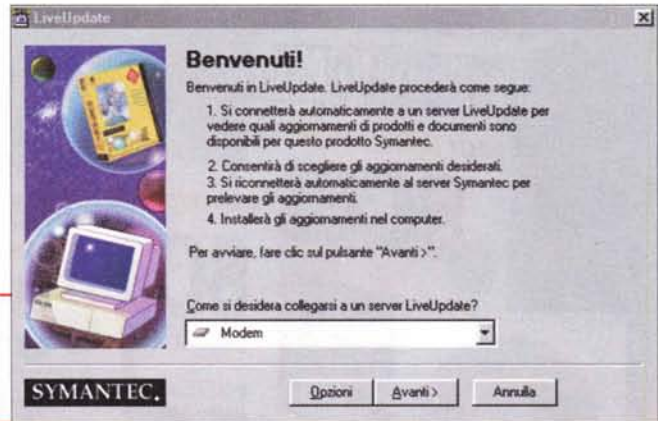 LiveUpdate
Benvenuti!
Benvenuti in LiveUpdate. LiveUpdate procederà come segue:
1. Si connetterà automaticamente a un server LiveUpdate per
vedere quali aggiornamenti di prodotti e documenti sono
disponibili per questo prodotto Symantec.
2. Consentirà di scegliere gli aggiornamenti desiderati.
3. Si riconnetterà automaticamente al server Symantec per
prelevare gli aggiornamenti.
4. Installerà gli aggiornamenti nel computer.
Per avviare, fare clic sul pulsante "Avanti >".
Come si desidera collegarsi a un server LiveUpdate?
Modem
SYMANTEC.
Opzioni
Avanti >
Annulla